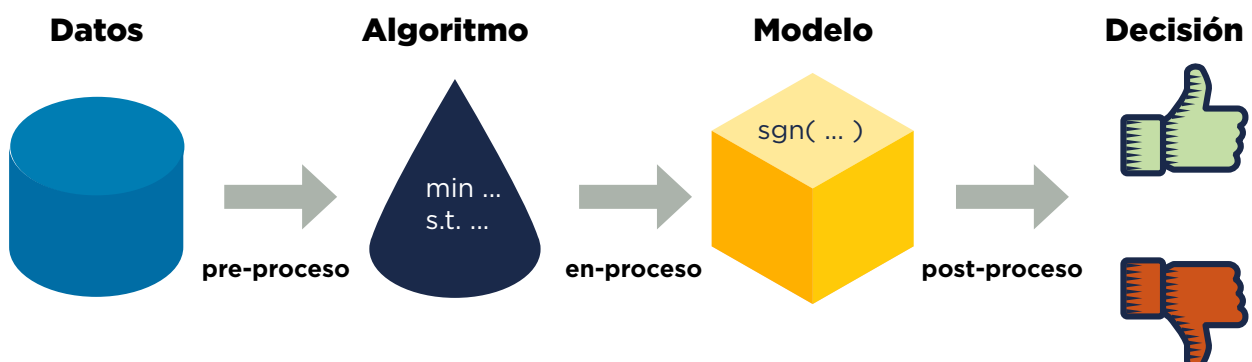 Datos
Algoritmo
Modelo
Decisión
min ...
s.t. ...
sgn( ... )
pre-proceso
en-proceso
post-proceso